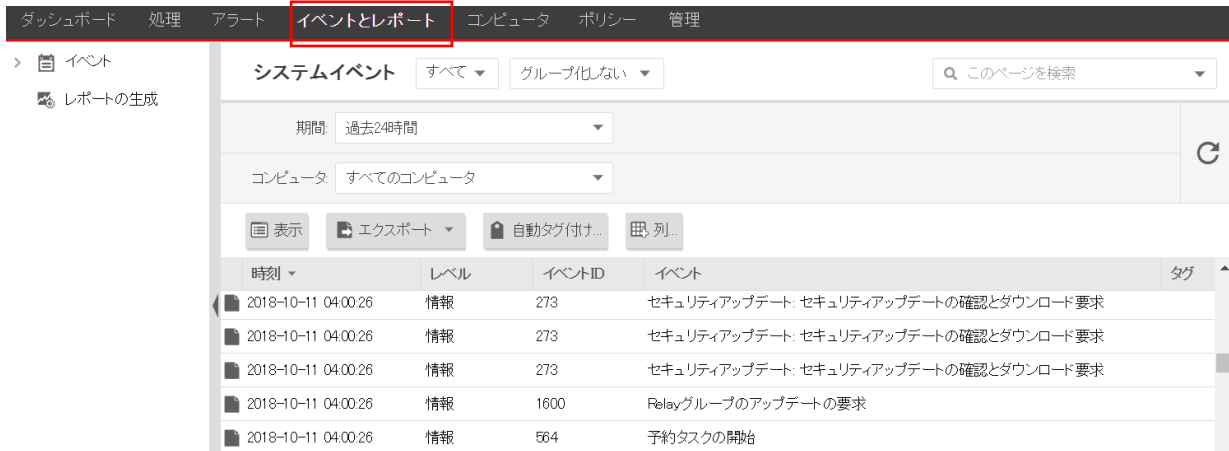 ダッシュボード 処理 アラート イベントとレポート コンピュータ ポリシー 管理
イベント
レポートの生成
システムイベント すべて グループ化しない このページを検索
期間: 過去24時間
コンピュータ: すべてのコンピュータ
表示 エクスポート 自動タグ付け... 列...
時刻 レベル イベントID イベント タグ
2018-10-11 04:00:26 情報 273 セキュリティアップデート: セキュリティアップデートの確認とダウンロード要求
2018-10-11 04:00:26 情報 273 セキュリティアップデート: セキュリティアップデートの確認とダウンロード要求
2018-10-11 04:00:26 情報 273 セキュリティアップデート: セキュリティアップデートの確認とダウンロード要求
2018-10-11 04:00:26 情報 1600 Relayグループのアップデートの要求
2018-10-11 04:00:26 情報 564 予約タスクの開始